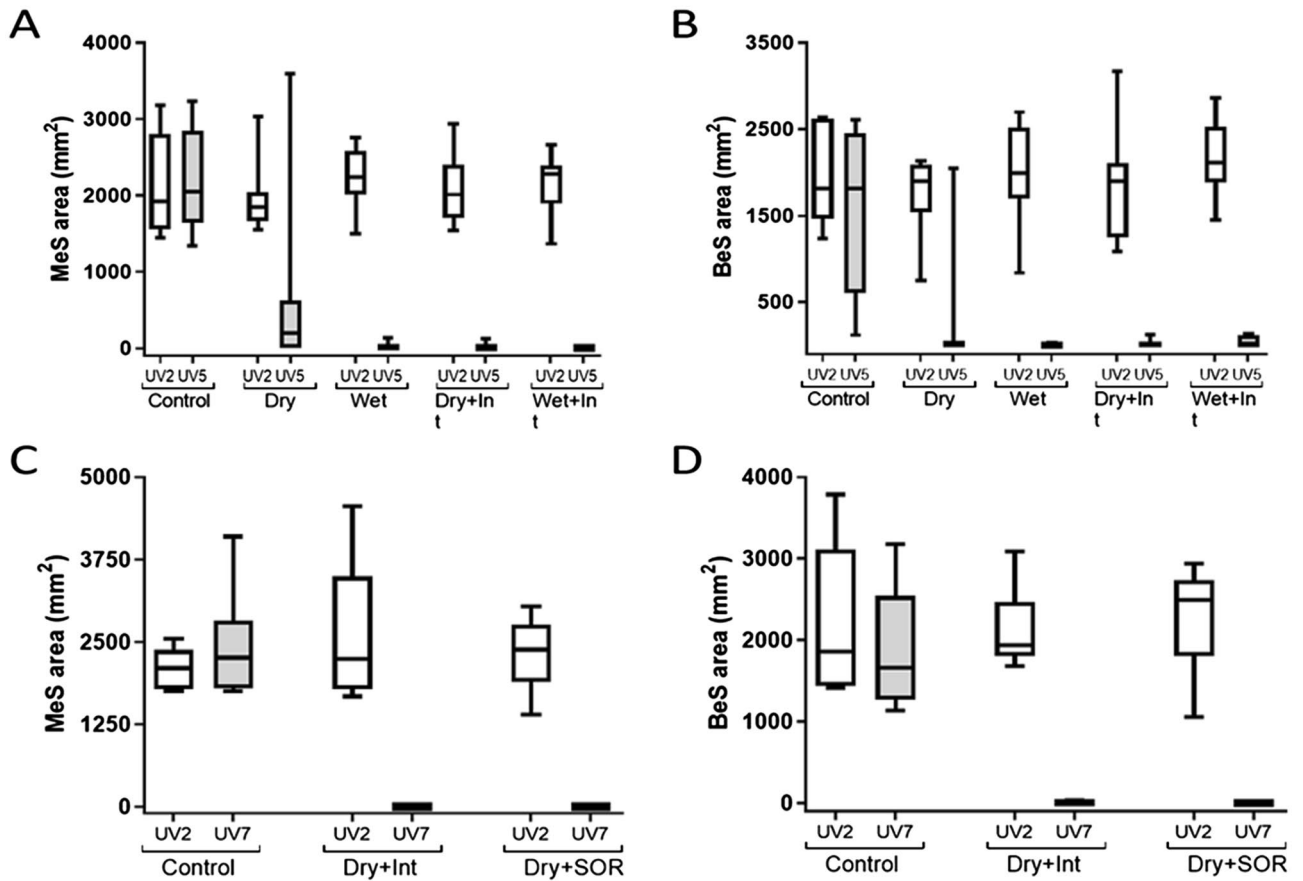 A
MeS area (mm2)
4000
3000
2000
1000
0
UV2 UV5 UV2 UV5 UV2 UV5 UV2 UV5 UV2 UV5
Control Dry Wet Dry+In Wet+In
t t
B
BeS area (mm2)
3500
2500
1500
500
UV2 UV5 UV2 UV5 UV2 UV5 UV2 UV5 UV2 UV5
Control Dry Wet Dry+In Wet+In
t t
C
MeS area (mm2)
5000
3750
2500
1250
0
UV2 UV7 UV2 UV7 UV2 UV7
Control Dry+Int Dry+SOR
D
BeS area (mm2)
4000
3000
2000
1000
0
UV2 UV7 UV2 UV7 UV2 UV7
Control Dry+Int Dry+SOR